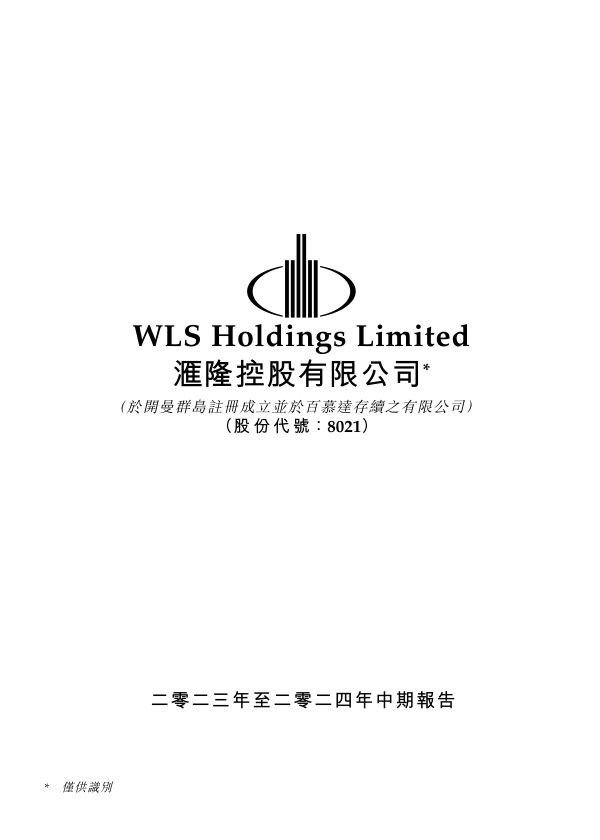 WLS Holdings Limited
滙隆控股有限公司*
(於開曼群島註冊成立並於百慕達存續之有限公司)
(股份代號：8021)
二零二三年至二零二四年中期報告
* 僅供識別